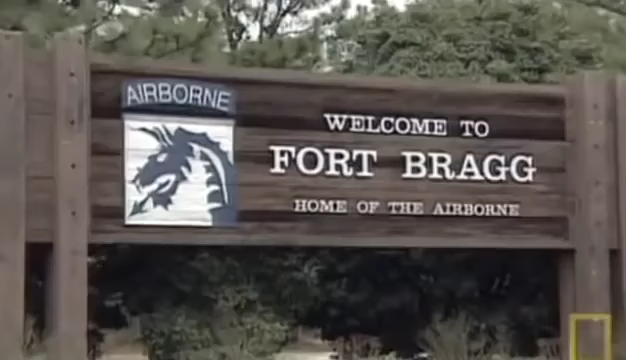 AIRBORNE
WELCOME TO
FORT BRAGG
HOME OF THE AIRBORNE